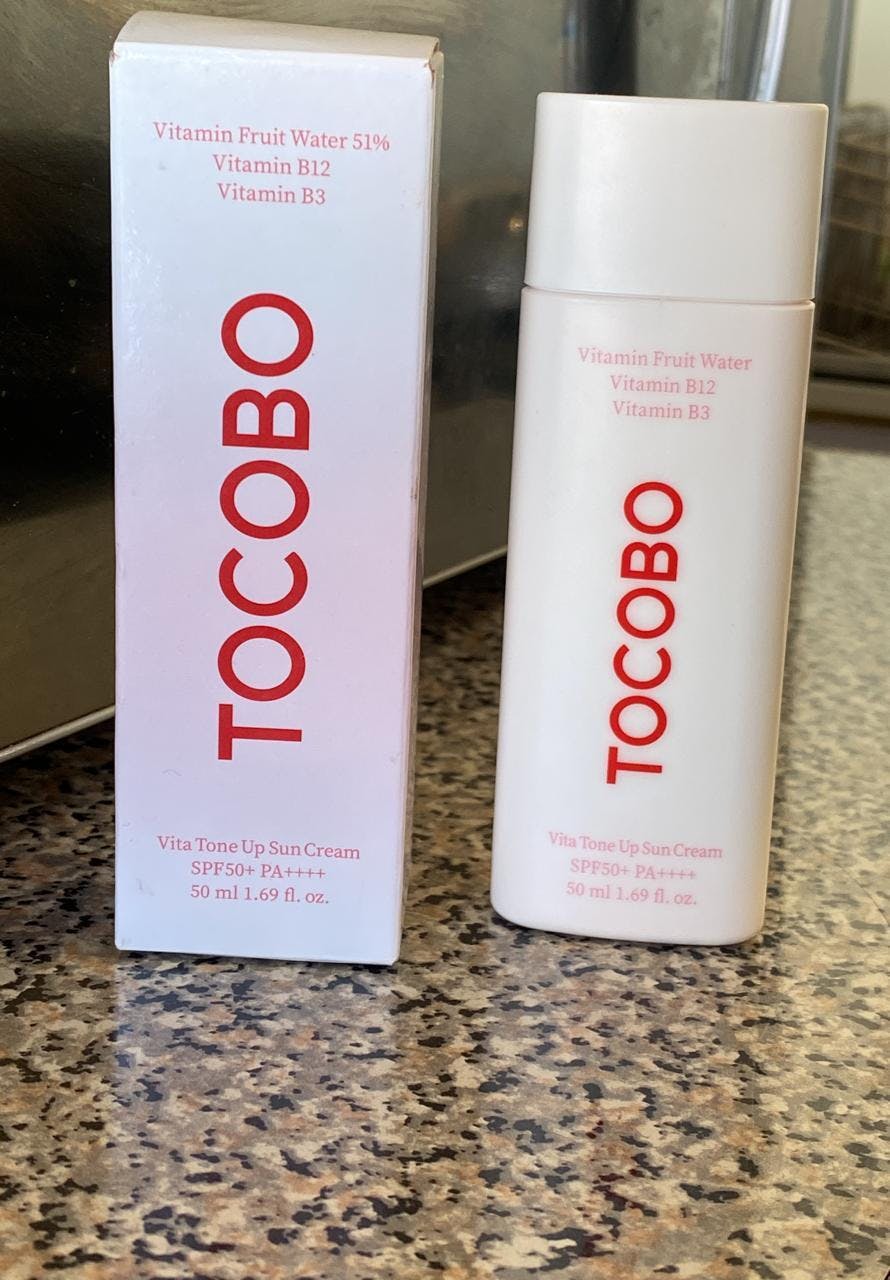 Vitamin Fruit Water 51%
Vitamin B12
Vitamin B3
TOCOBO
Vita Tone Up Sun Cream
SPF50+ PA++++
50 ml 1.69 fl. oz.
Vitamin Fruit Water
Vitamin B12
Vitamin B3
TOCOBO
Vita Tone Up Sun Cream
SPF50+ PA++++
50 ml 1.69 fl. oz.